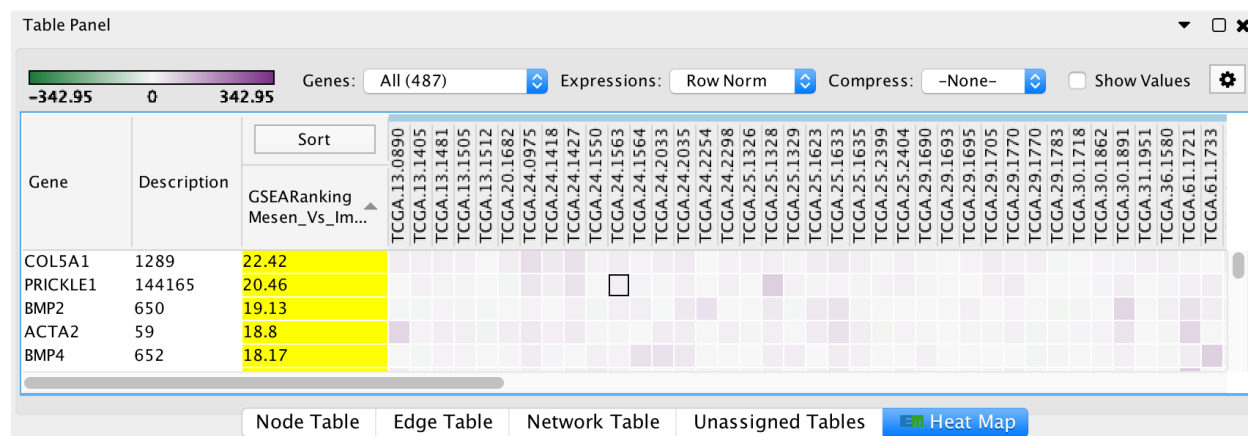 Table Panel
-342.95 0 342.95
Genes: All (487) Expressions: Row Norm Compress: -None- Show Values
Gene Description Sort
GSEARanking
Mesen_Vs_Im...
TCGA.13.0890
TCGA.13.1405
TCGA.13.1481
TCGA.13.1505
TCGA.13.1512
TCGA.20.1682
TCGA.24.0975
TCGA.24.1418
TCGA.24.1427
TCGA.24.1550
TCGA.24.1563
TCGA.24.1564
TCGA.24.2033
TCGA.24.2035
TCGA.24.2254
TCGA.24.2298
TCGA.25.1326
TCGA.25.1328
TCGA.25.1329
TCGA.25.1623
TCGA.25.1633
TCGA.25.1635
TCGA.25.2399
TCGA.25.2404
TCGA.29.1690
TCGA.29.1693
TCGA.29.1695
TCGA.29.1705
TCGA.29.1770
TCGA.29.1770
TCGA.29.1783
TCGA.30.1718
TCGA.30.1862
TCGA.30.1891
TCGA.31.1951
TCGA.36.1580
TCGA.61.1721
TCGA.61.1733
COL5A1 1289 22.42
PRICKLE1 144165 20.46
BMP2 650 19.13
ACTA2 59 18.8
BMP4 652 18.17
Node Table Edge Table Network Table Unassigned Tables EM Heat Map